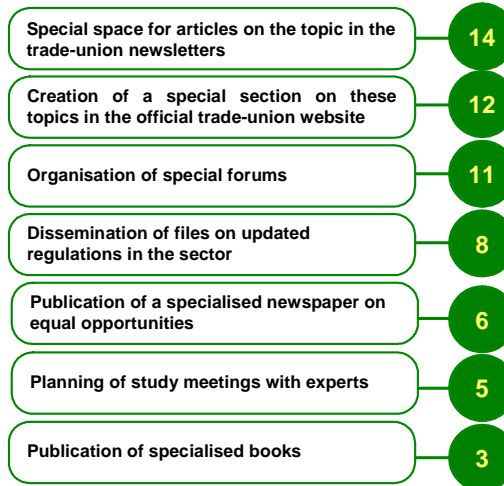 Special space for articles on the topic in the
trade-union newsletters
14
Creation of a special section on these
topics in the official trade-union website
12
Organisation of special forums
11
Dissemination of files on updated
regulations in the sector
8
Publication of a specialised newspaper on
equal opportunities
6
Planning of study meetings with experts
5
Publication of specialised books
3